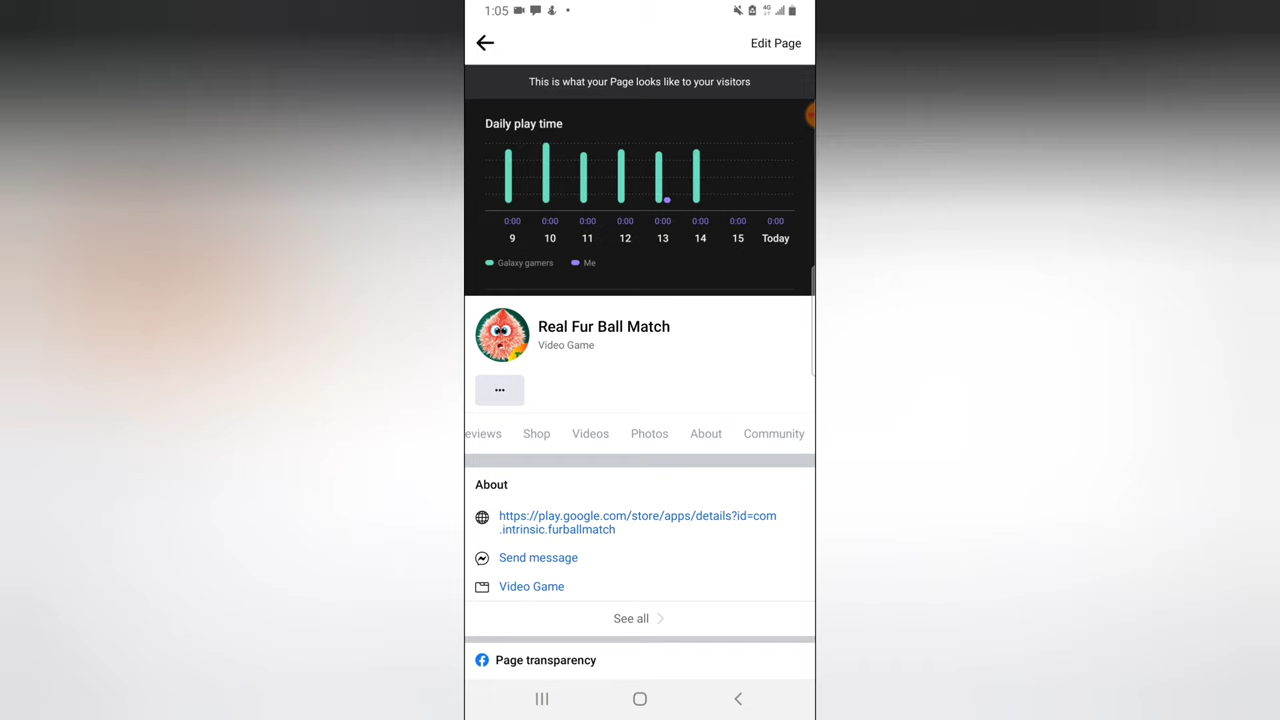 1:05
4G
Edit Page
This is what your Page looks like to your visitors
Daily play time
0:00 0:00 0:00 0:00 0:00 0:00 0:00 0:00
9 10 11 12 13 14 15 Today
Galaxy gamers Me
Real Fur Ball Match
Video Game
...
eviews Shop Videos Photos About Community
About
https://play.google.com/store/apps/details?id=com
.intrinsic.furballmatch
Send message
Video Game
See all
Page transparency